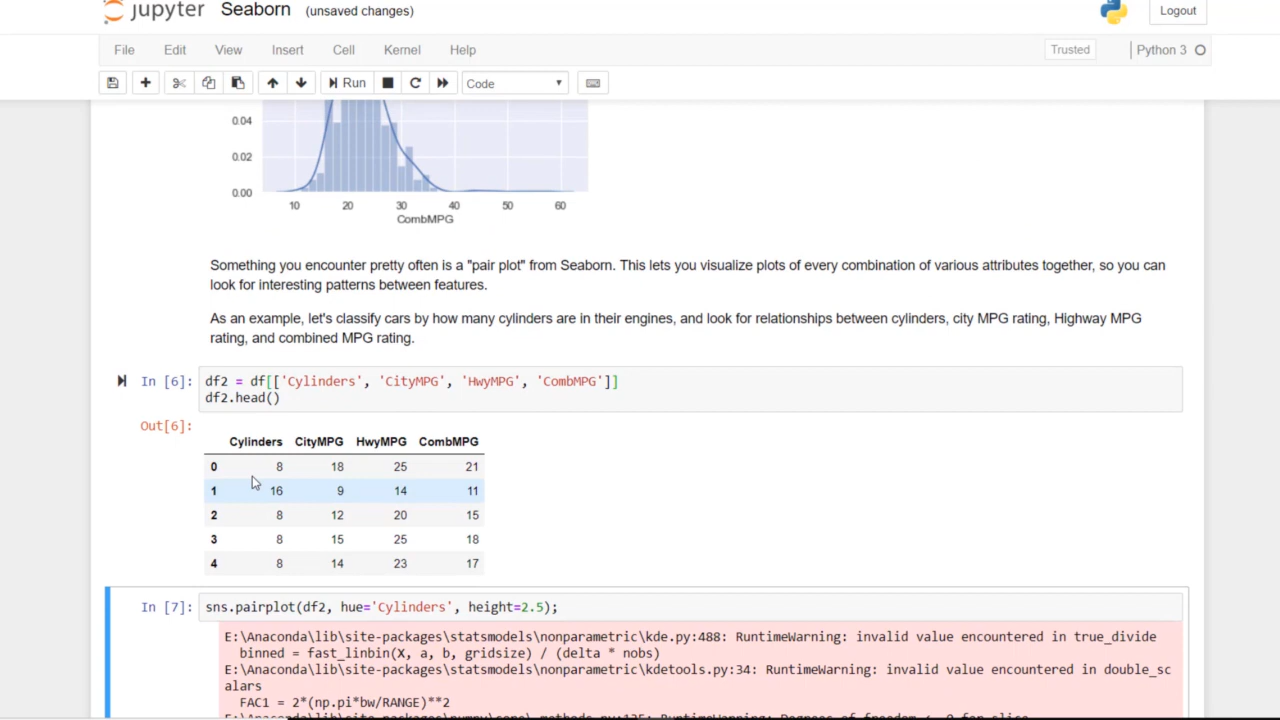 jupyter Seaborn (unsaved changes) Logout
File Edit View Insert Cell Kernel Help Trusted Python 3
Run Code
0.04
0.02
0.00
10 20 30 40 50 60
CombMPG
Something you encounter pretty often is a "pair plot" from Seaborn. This lets you visualize plots of every combination of various attributes together, so you can
look for interesting patterns between features.
As an example, let's classify cars by how many cylinders are in their engines, and look for relationships between cylinders, city MPG rating, Highway MPG
rating, and combined MPG rating.
In [6]: df2 = df[['Cylinders', 'CityMPG', 'HwyMPG', 'CombMPG']]
df2.head()
Out[6]:
Cylinders CityMPG HwyMPG CombMPG
0 8 18 25 21
1 16 9 14 11
2 8 12 20 15
3 8 15 25 18
4 8 14 23 17
In [7]: sns.pairplot(df2, hue='Cylinders', height=2.5);
E:\Anaconda\lib\site-packages\statsmodels\nonparametric\kde.py:488: RuntimeWarning: invalid value encountered in true_divide
binned = fast_linbin(X, a, b, gridsize) / (delta * nobs)
E:\Anaconda\lib\site-packages\statsmodels\nonparametric\kdetools.py:34: RuntimeWarning: invalid value encountered in double_sc
alars
FAC1 = 2*(np.pi*bw/RANGE)**2